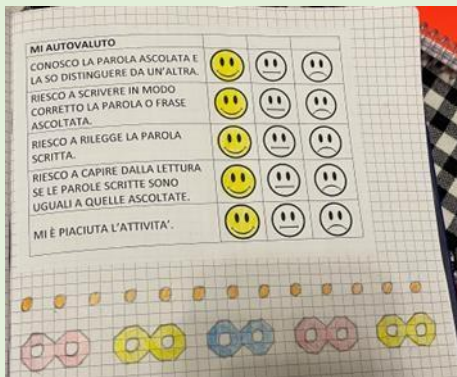 MI AUTOVALUTO
CONOSCO LA PAROLA ASCOLATA E
LA SO DISTINGUERE DA UN'ALTRA.
RIESCO A SCRIVERE IN MODO
CORRETTO LA PAROLA O FRASE
ASCOLTATA.
RIESCO A RILEGGE LA PAROLA
SCRITTA.
RIESCO A CAPIRE DALLA LETTURA
SE LE PAROLE SCRITTE SONO
UGUALI A QUELLE ASCOLTATE.
MI È PIACIUTA L'ATTIVITA'.